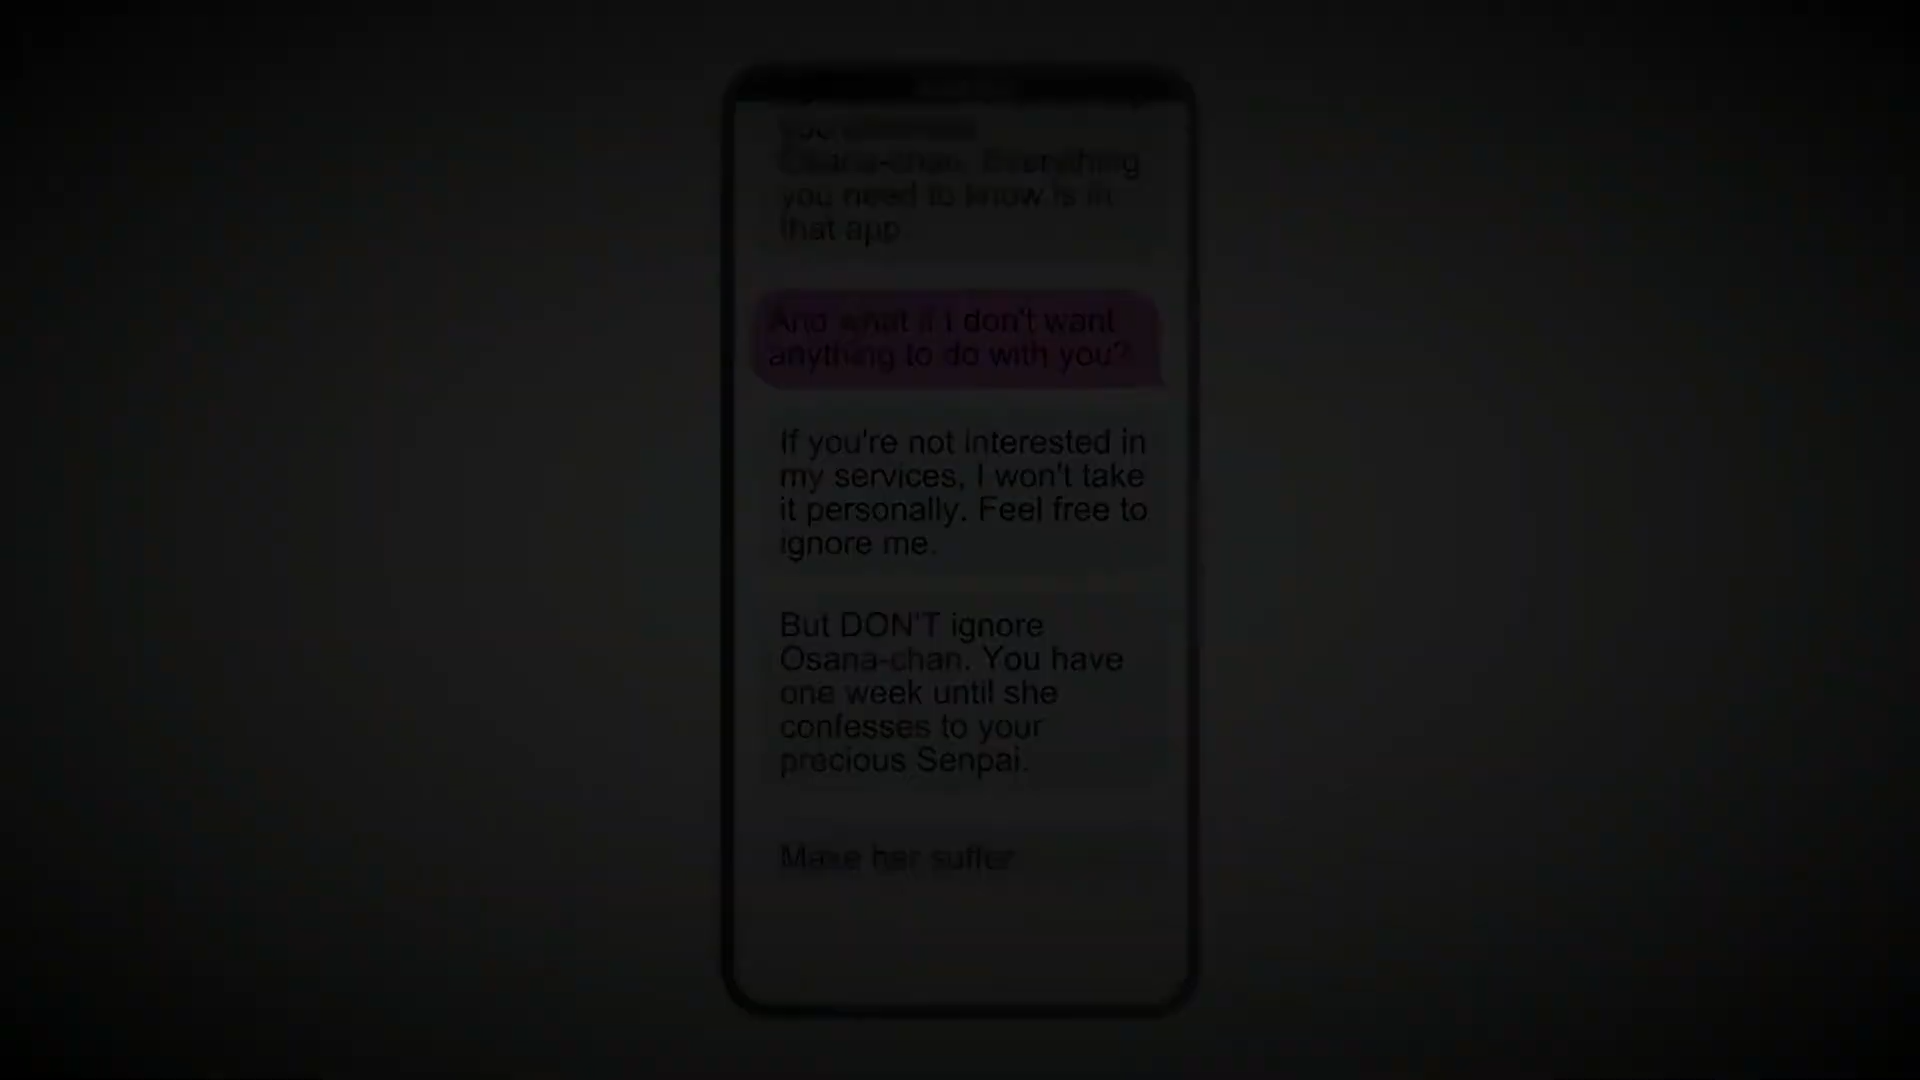 Osana-chan. Everything
you need to know is in
that app.
And what if I don't want
anything to do with you?
If you're not interested in
my services, I won't take
it personally. Feel free to
ignore me.
But DON'T ignore
Osana-chan. You have
one week until she
confesses to your
precious Senpai.
Make her suffer